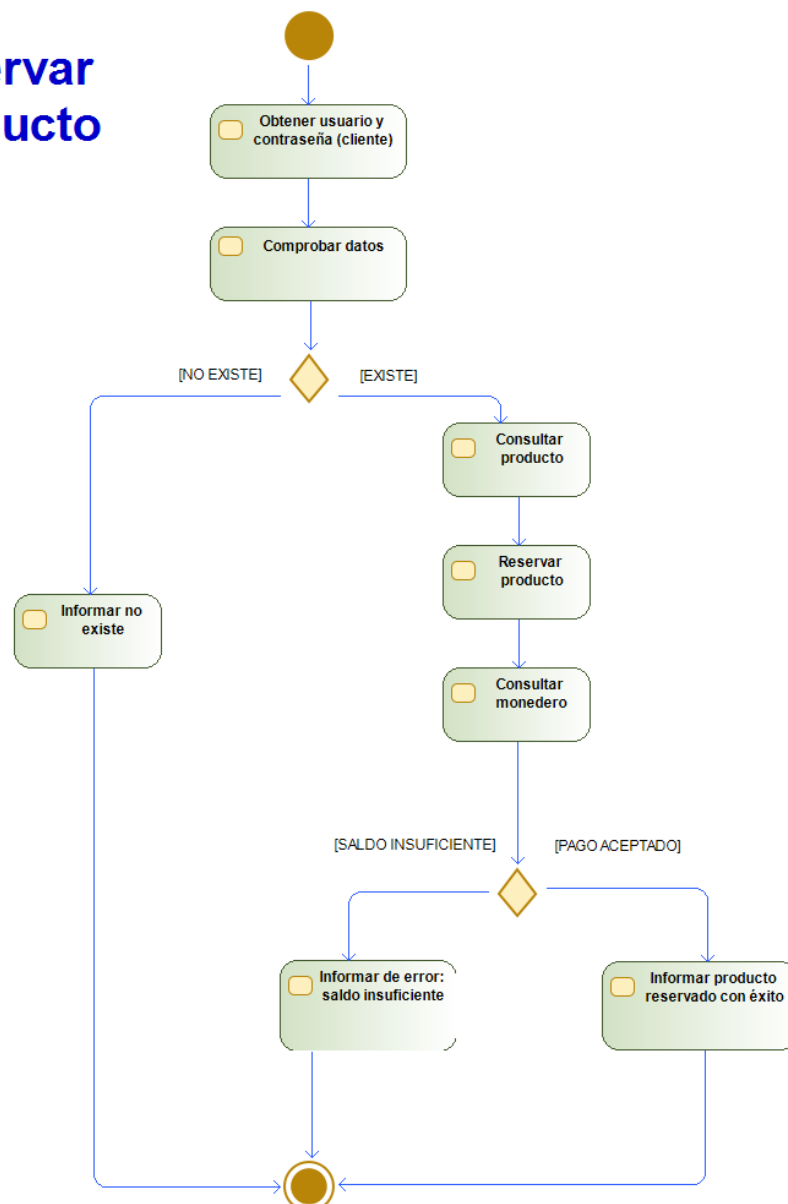 ervar
ucto
Obtener usuario y
contraseña (cliente)
Comprobar datos
[NO EXISTE]
[EXISTE]
Consultar
producto
Reservar
producto
Informar no
existe
Consultar
monedero
[SALDO INSUFICIENTE]
[PAGO ACEPTADO]
Informar de error:
saldo insuficiente
Informar producto
reservado con éxito